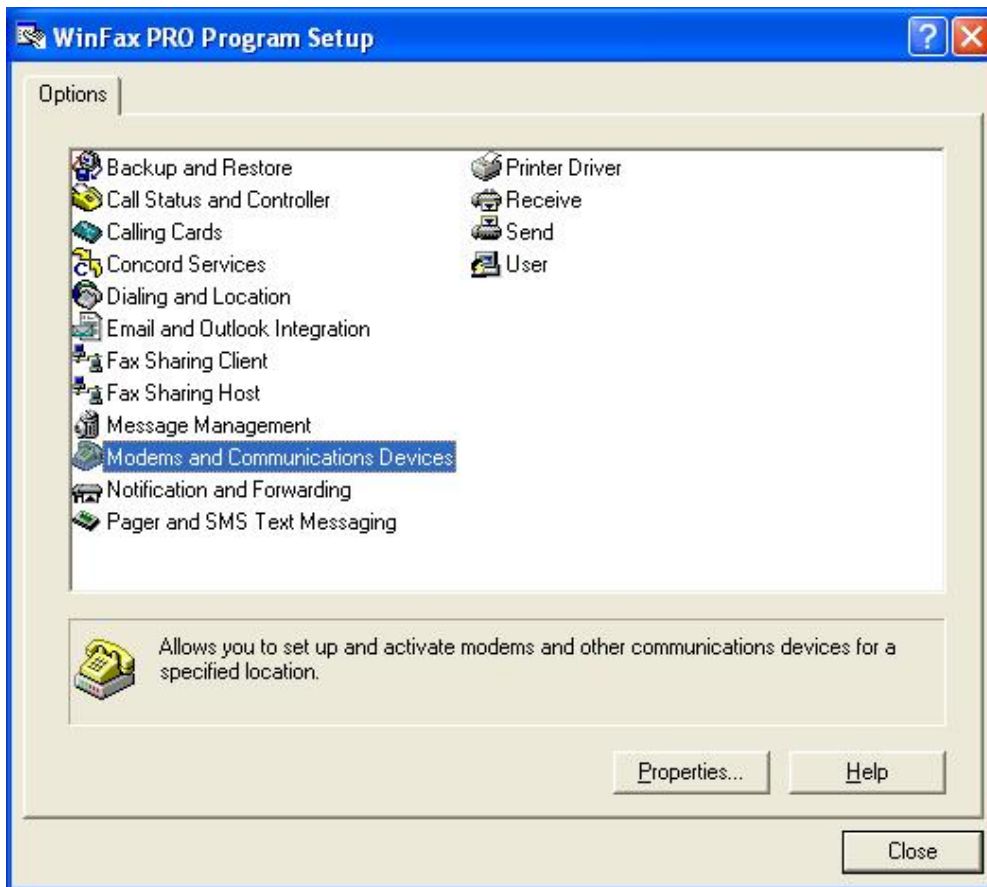 WinFax PRO Program Setup
Options
Backup and Restore
Call Status and Controller
Calling Cards
Concord Services
Dialing and Location
Email and Outlook Integration
Fax Sharing Client
Fax Sharing Host
Message Management
Modems and Communications Devices
Notification and Forwarding
Pager and SMS Text Messaging
Printer Driver
Receive
Send
User
Allows you to set up and activate modems and other communications devices for a
specified location.
Properties...
Help
Close